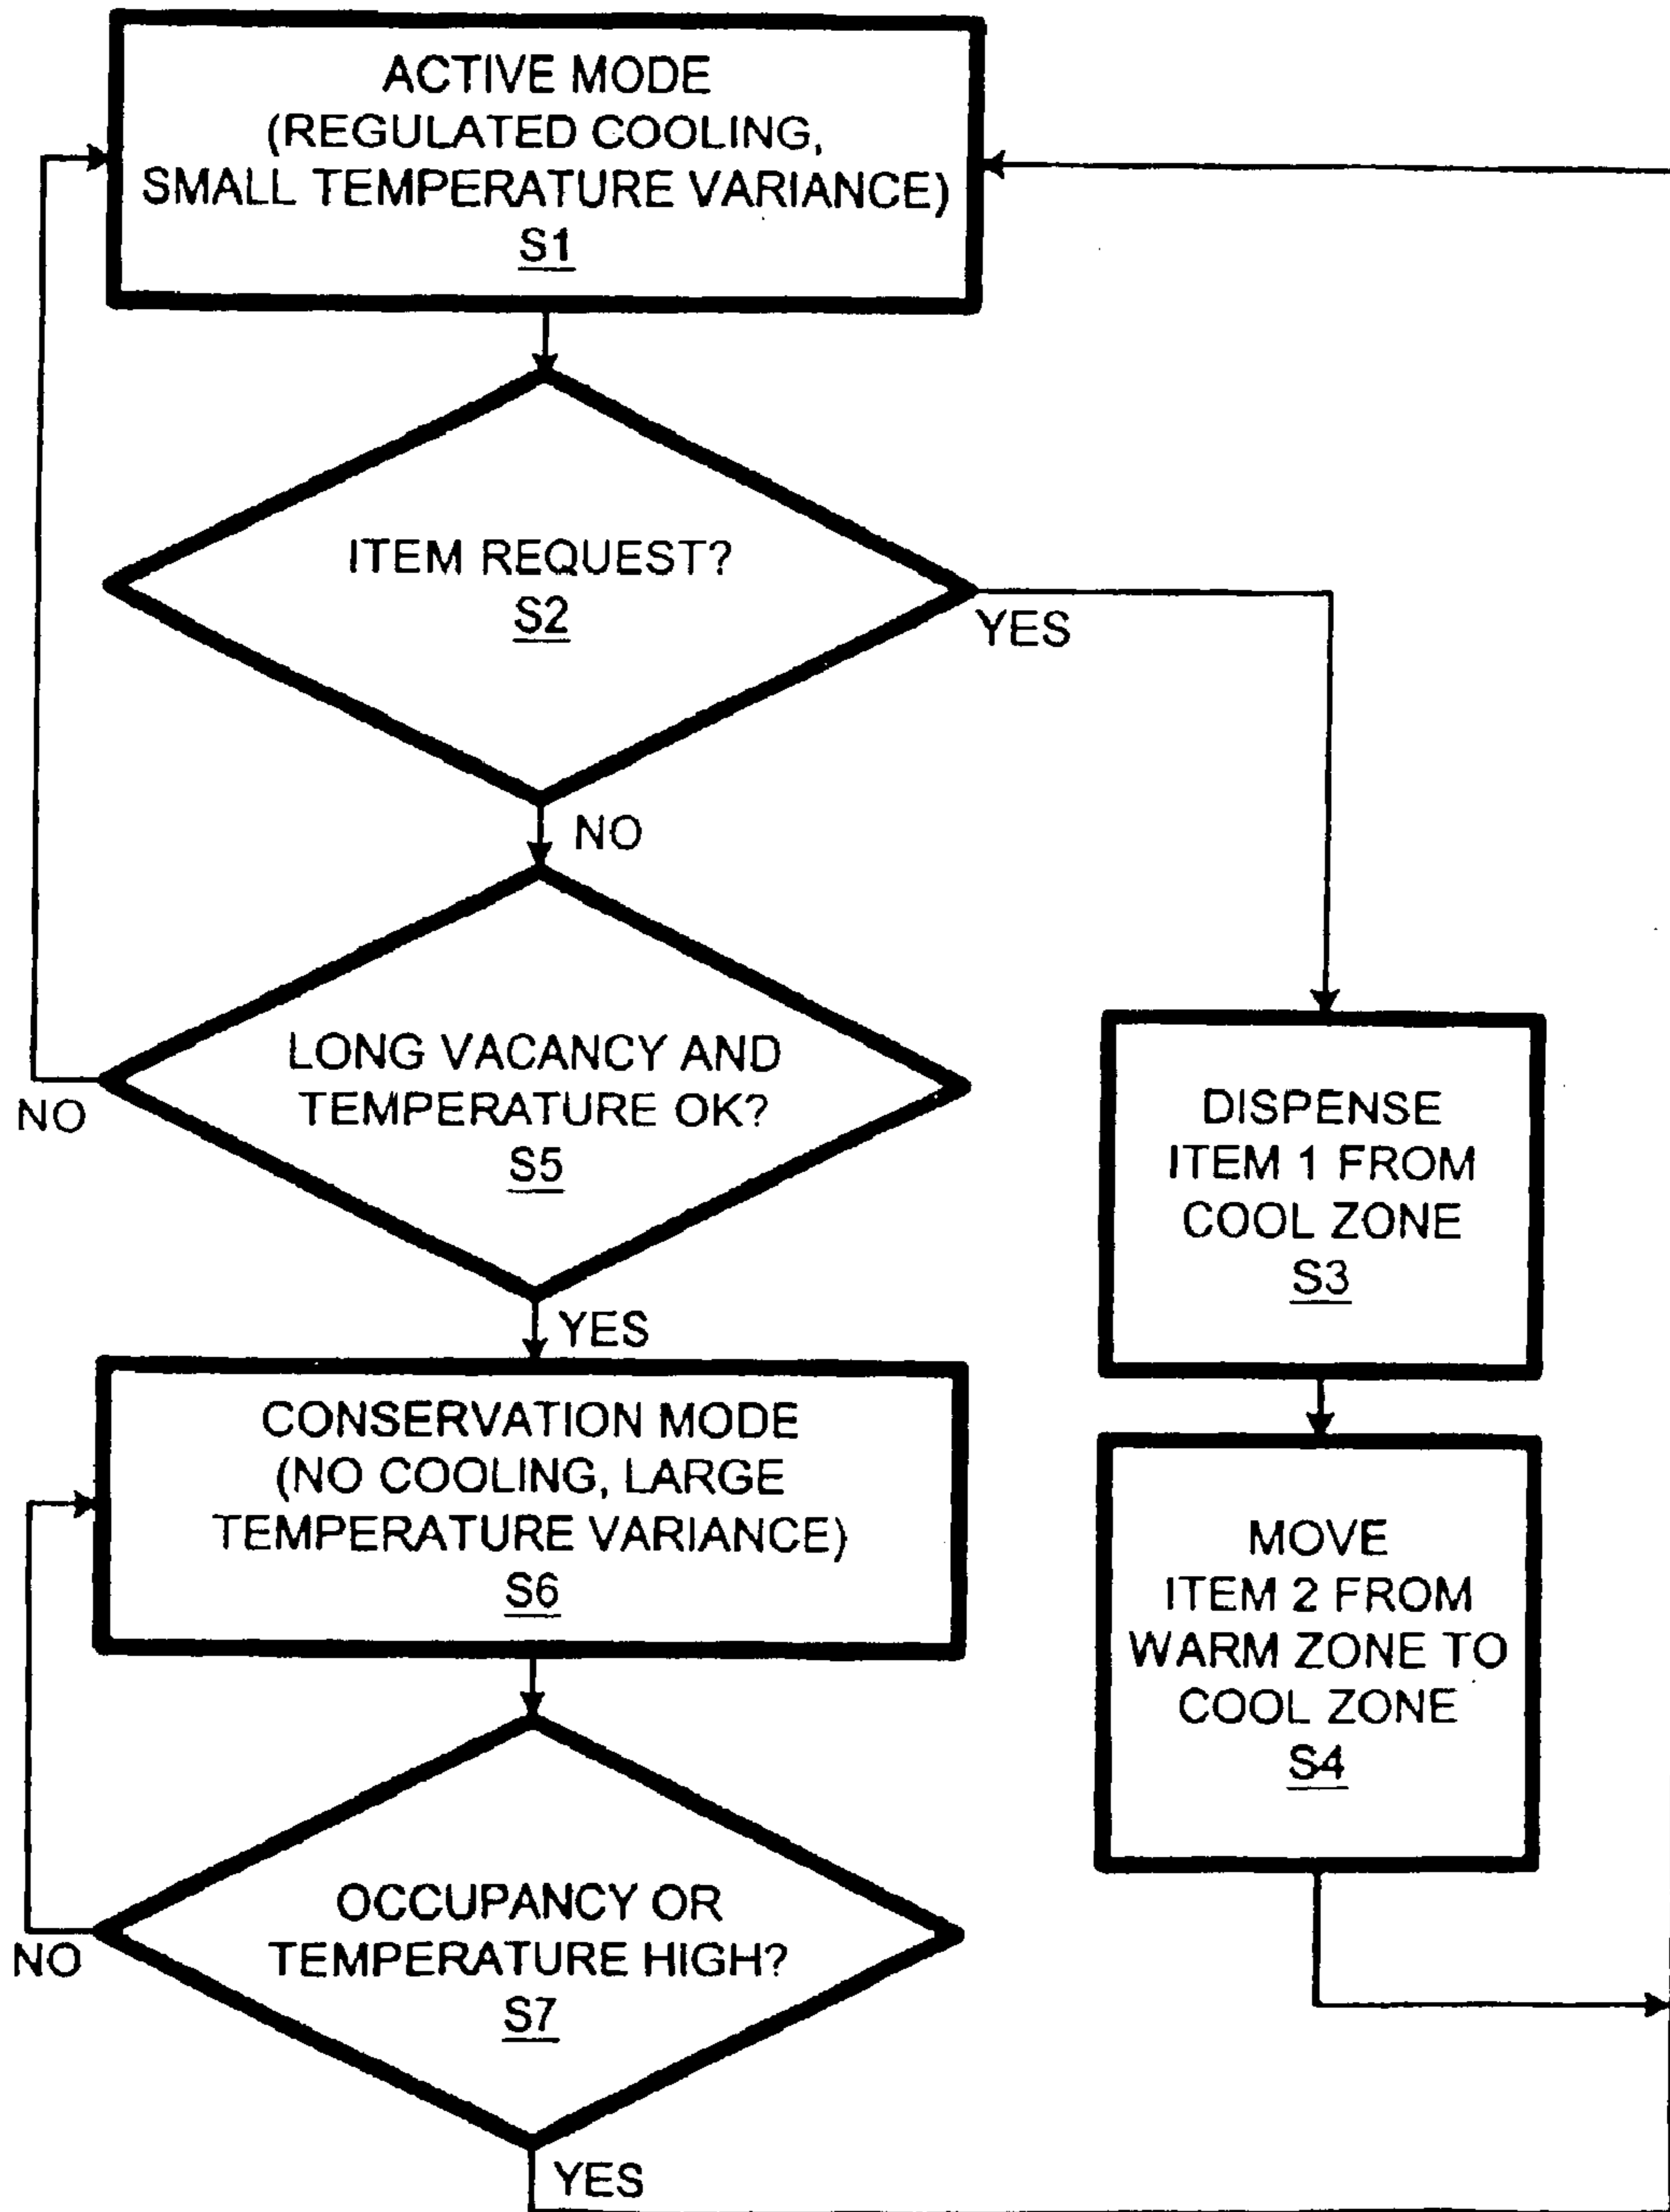 ACTIVE MODE
(REGULATED COOLING,
SMALL TEMPERATURE VARIANCE)
S1
ITEM REQUEST?
S2
YES
NO
LONG VACANCY AND
TEMPERATURE OK?
S5
NO
YES
DISPENSE
ITEM 1 FROM
COOL ZONE
S3
CONSERVATION MODE
(NO COOLING, LARGE
TEMPERATURE VARIANCE)
S6
MOVE
ITEM 2 FROM
WARM ZONE TO
COOL ZONE
S4
OCCUPANCY OR
TEMPERATURE HIGH?
S7
NO
YES